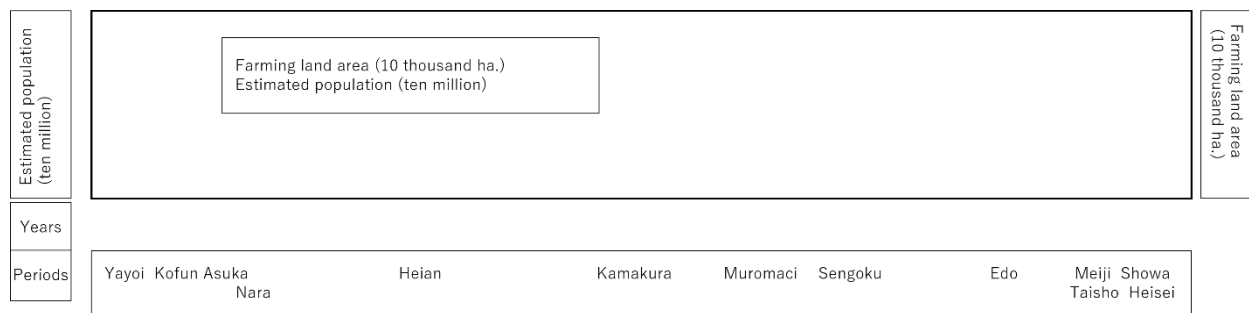 Estimated population
(ten million)
Farming land area (10 thousand ha.)
Estimated population (ten million)
Farming land area
(10 thousand ha.)
Years
Periods
Yayoi Kofun Asuka Heian Kamakura Muromaci Sengoku Edo Meiji Showa
Nara Taisho Heisei